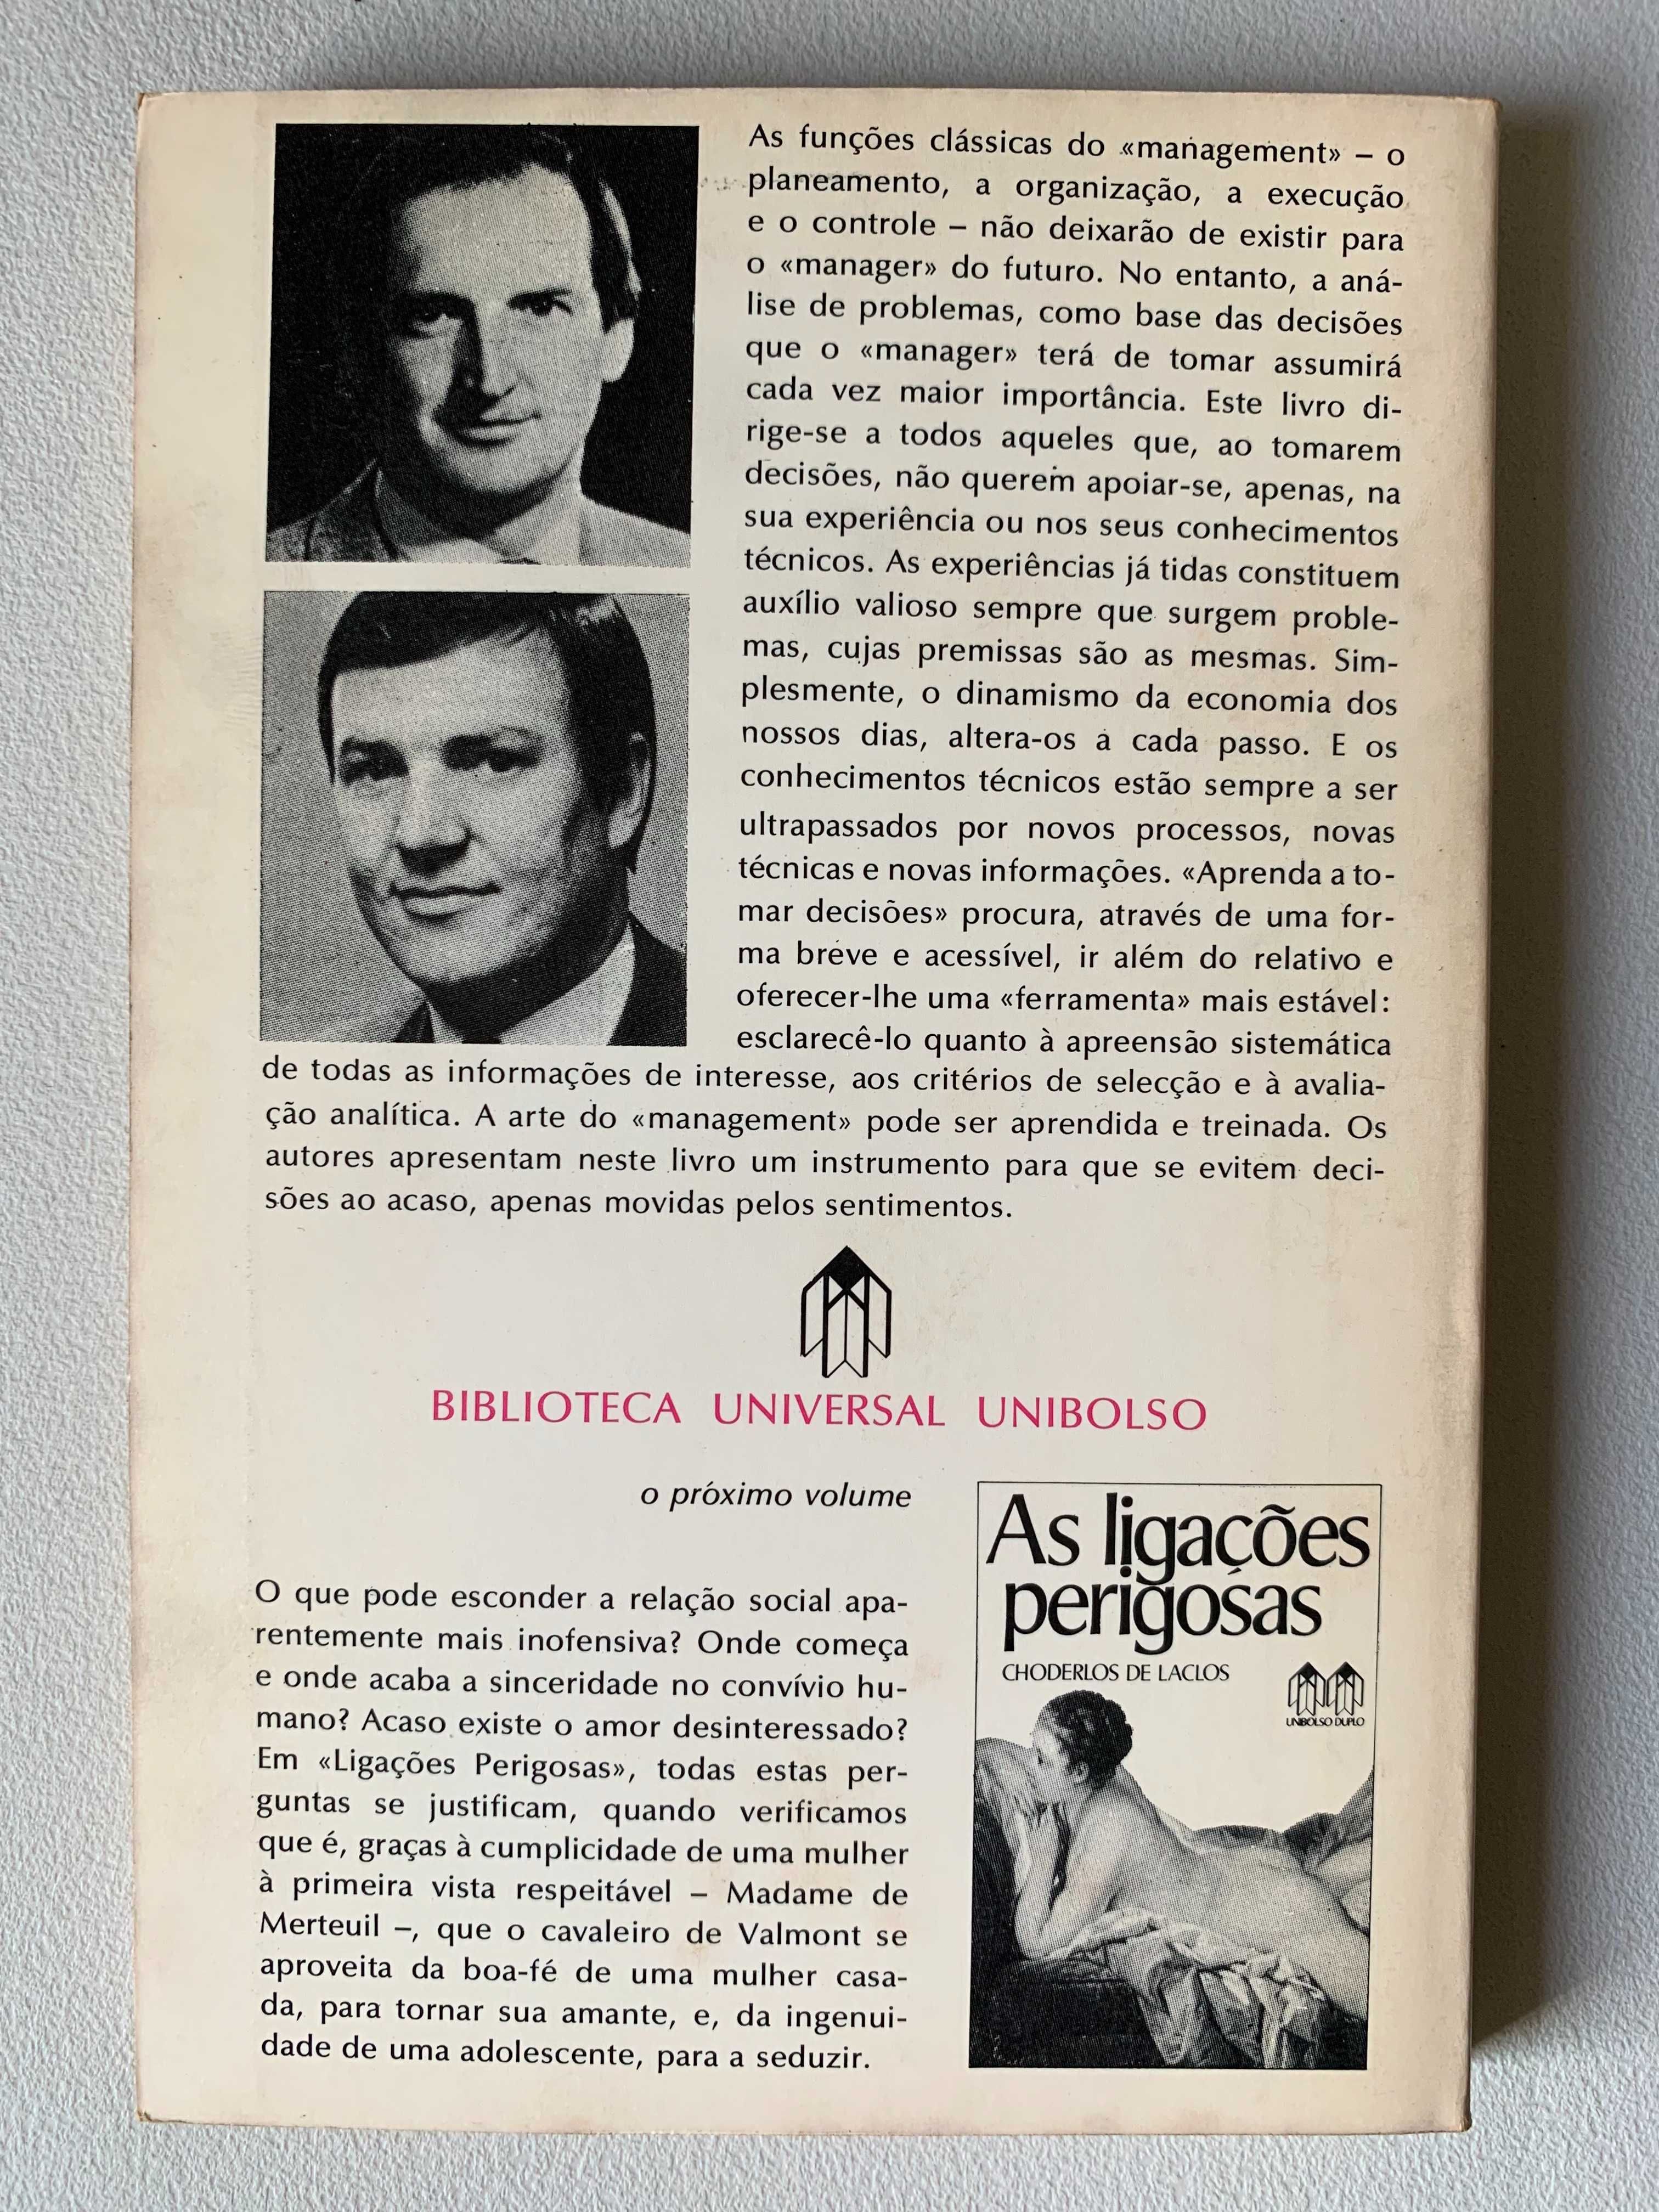 As funções clássicas do «management» – o
planeamento, a organização, a execução
e o controle – não deixarão de existir para
o «manager» do futuro. No entanto, a aná-
lise de problemas, como base das decisões
que o «manager» terá de tomar assumirá
cada vez maior importância. Este livro di-
rige-se a todos aqueles que, ao tomarem
decisões, não querem apoiar-se, apenas, na
sua experiência ou nos seus conhecimentos
técnicos. As experiências já tidas constituem
auxílio valioso sempre que surgem proble-
mas, cujas premissas são as mesmas. Sim-
plesmente, o dinamismo da economia dos
nossos dias, altera-os a cada passo. E os
conhecimentos técnicos estão sempre a ser
ultrapassados por novos processos, novas
técnicas e novas informações. «Aprenda a to-
mar decisões» procura, através de uma for-
ma breve e acessível, ir além do relativo e
oferecer-lhe uma «ferramenta» mais estável:
esclarecê-lo quanto à apreensão sistemática
de todas as informações de interesse, aos critérios de selecção e à avalia-
ção analítica. A arte do «management» pode ser aprendida e treinada. Os
autores apresentam neste livro um instrumento para que se evitem deci-
sões ao acaso, apenas movidas pelos sentimentos.
BIBLIOTECA UNIVERSAL UNIBOLSO
o próximo volume
O que pode esconder a relação social apa-
rentemente mais inofensiva? Onde começa
e onde acaba a sinceridade no convívio hu-
mano? Acaso existe o amor desinteressado?
Em «Ligações Perigosas», todas estas per-
guntas se justificam, quando verificamos
que é, graças à cumplicidade de uma mulher
à primeira vista respeitável – Madame de
Merteuil –, que o cavaleiro de Valmont se
aproveita da boa-fé de uma mulher casa-
da, para tornar sua amante, e, da ingenui-
dade de uma adolescente, para a seduzir.
As ligações
perigosas
CHODERLOS DE LACLOS
UNIBOLSO DUPLO